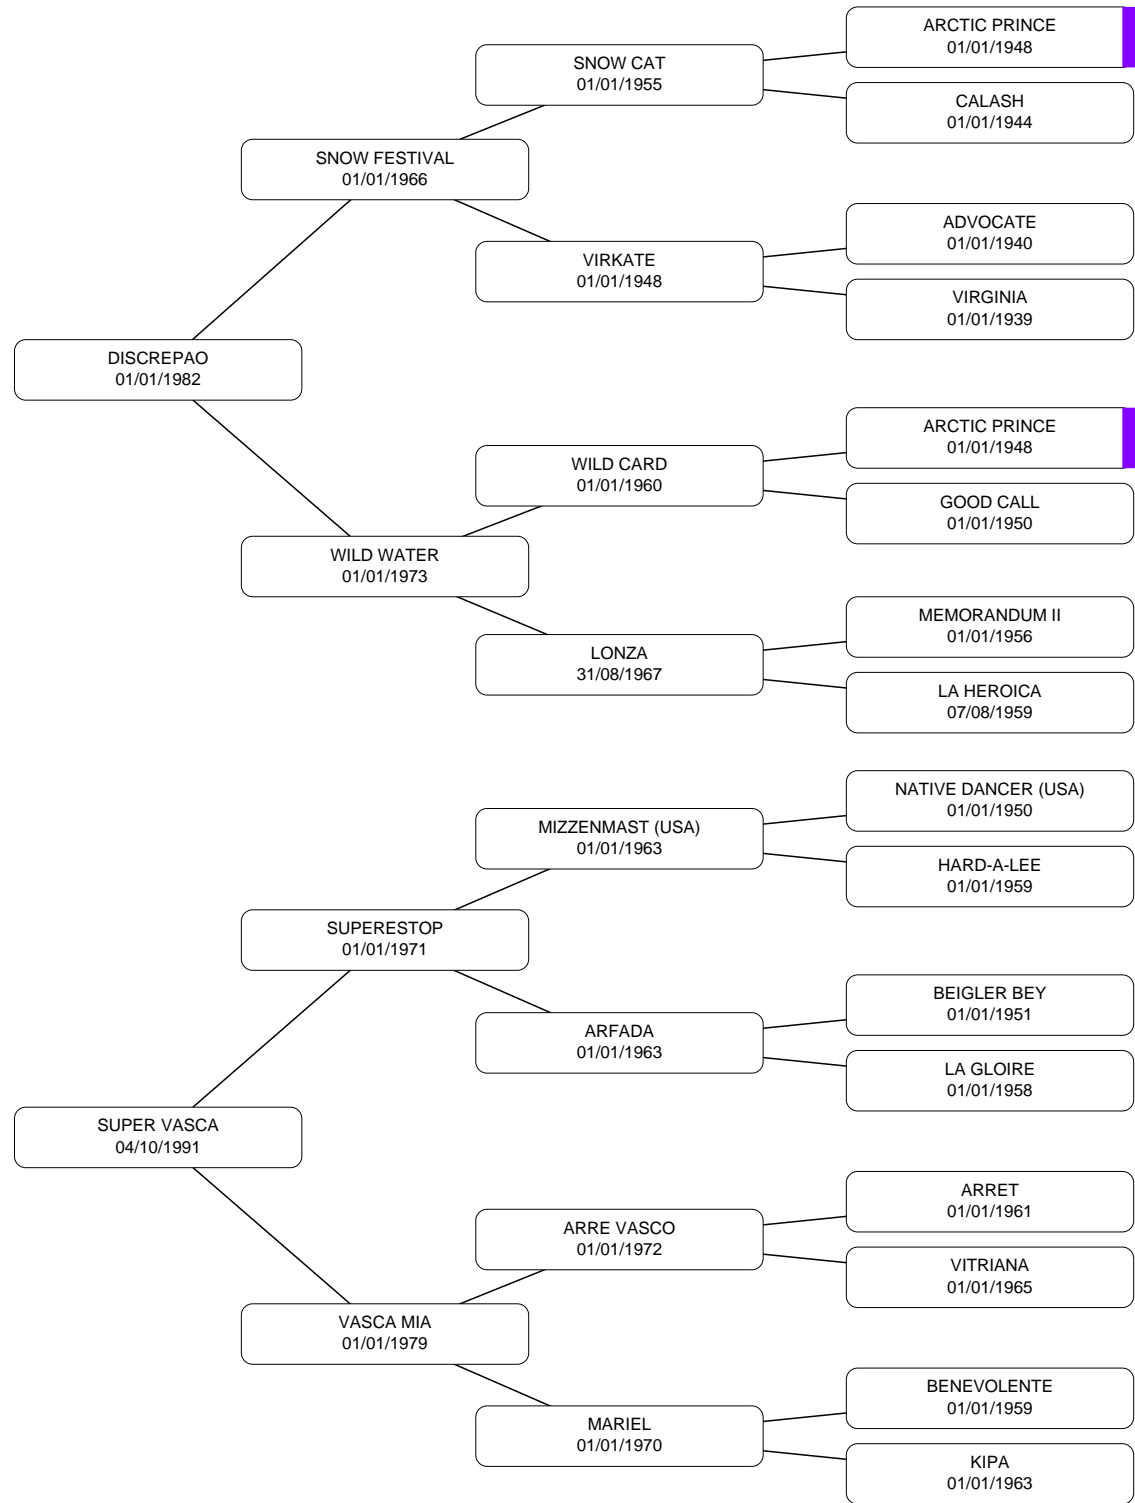 ARCTIC PRINCE
01/01/1948
SNOW CAT
01/01/1955
CALASH
01/01/1944
SNOW FESTIVAL
01/01/1966
ADVOCATE
01/01/1940
VIRKATE
01/01/1948
VIRGINIA
01/01/1939
DISCREPAO
01/01/1982
ARCTIC PRINCE
01/01/1948
WILD CARD
01/01/1960
GOOD CALL
01/01/1950
WILD WATER
01/01/1973
MEMORANDUM II
01/01/1956
LONZA
31/08/1967
LA HEROICA
07/08/1959
NATIVE DANCER (USA)
01/01/1950
MIZZENMAST (USA)
01/01/1963
HARD-A-LEE
01/01/1959
SUPERESTOP
01/01/1971
BEIGLER BEY
01/01/1951
ARFADA
01/01/1963
LA GLOIRE
01/01/1958
SUPER VASCA
04/10/1991
ARRET
01/01/1961
ARRE VASCO
01/01/1972
VITRIANA
01/01/1965
VASCA MIA
01/01/1979
BENEVOLENTE
01/01/1959
MARIEL
01/01/1970
KIPA
01/01/1963